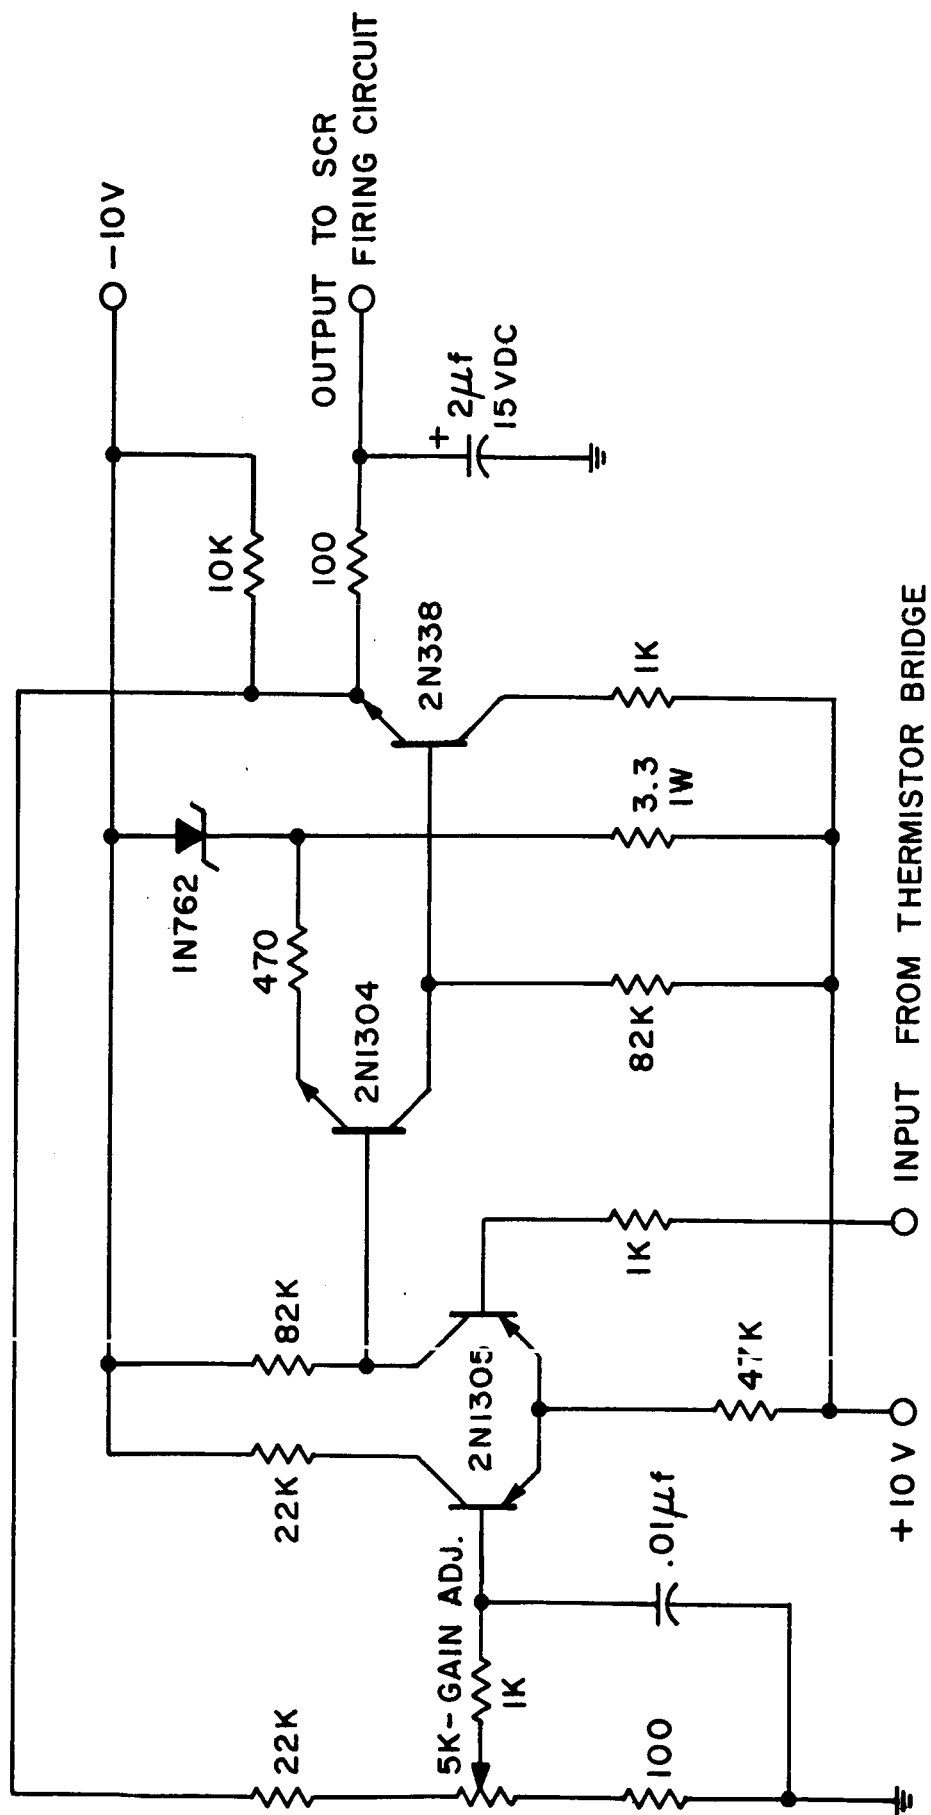 -10V
OUTPUT TO SCR
FIRING CIRCUIT
10K
100
+
2μf
15VDC
1N762
470
2N1304
2N338
1K
3.3
1W
82K
82K
22K
2N1305
1K
47K
+10V
INPUT FROM THERMISTOR BRIDGE
22K
5K-GAIN ADJ.
1K
.01μf
100